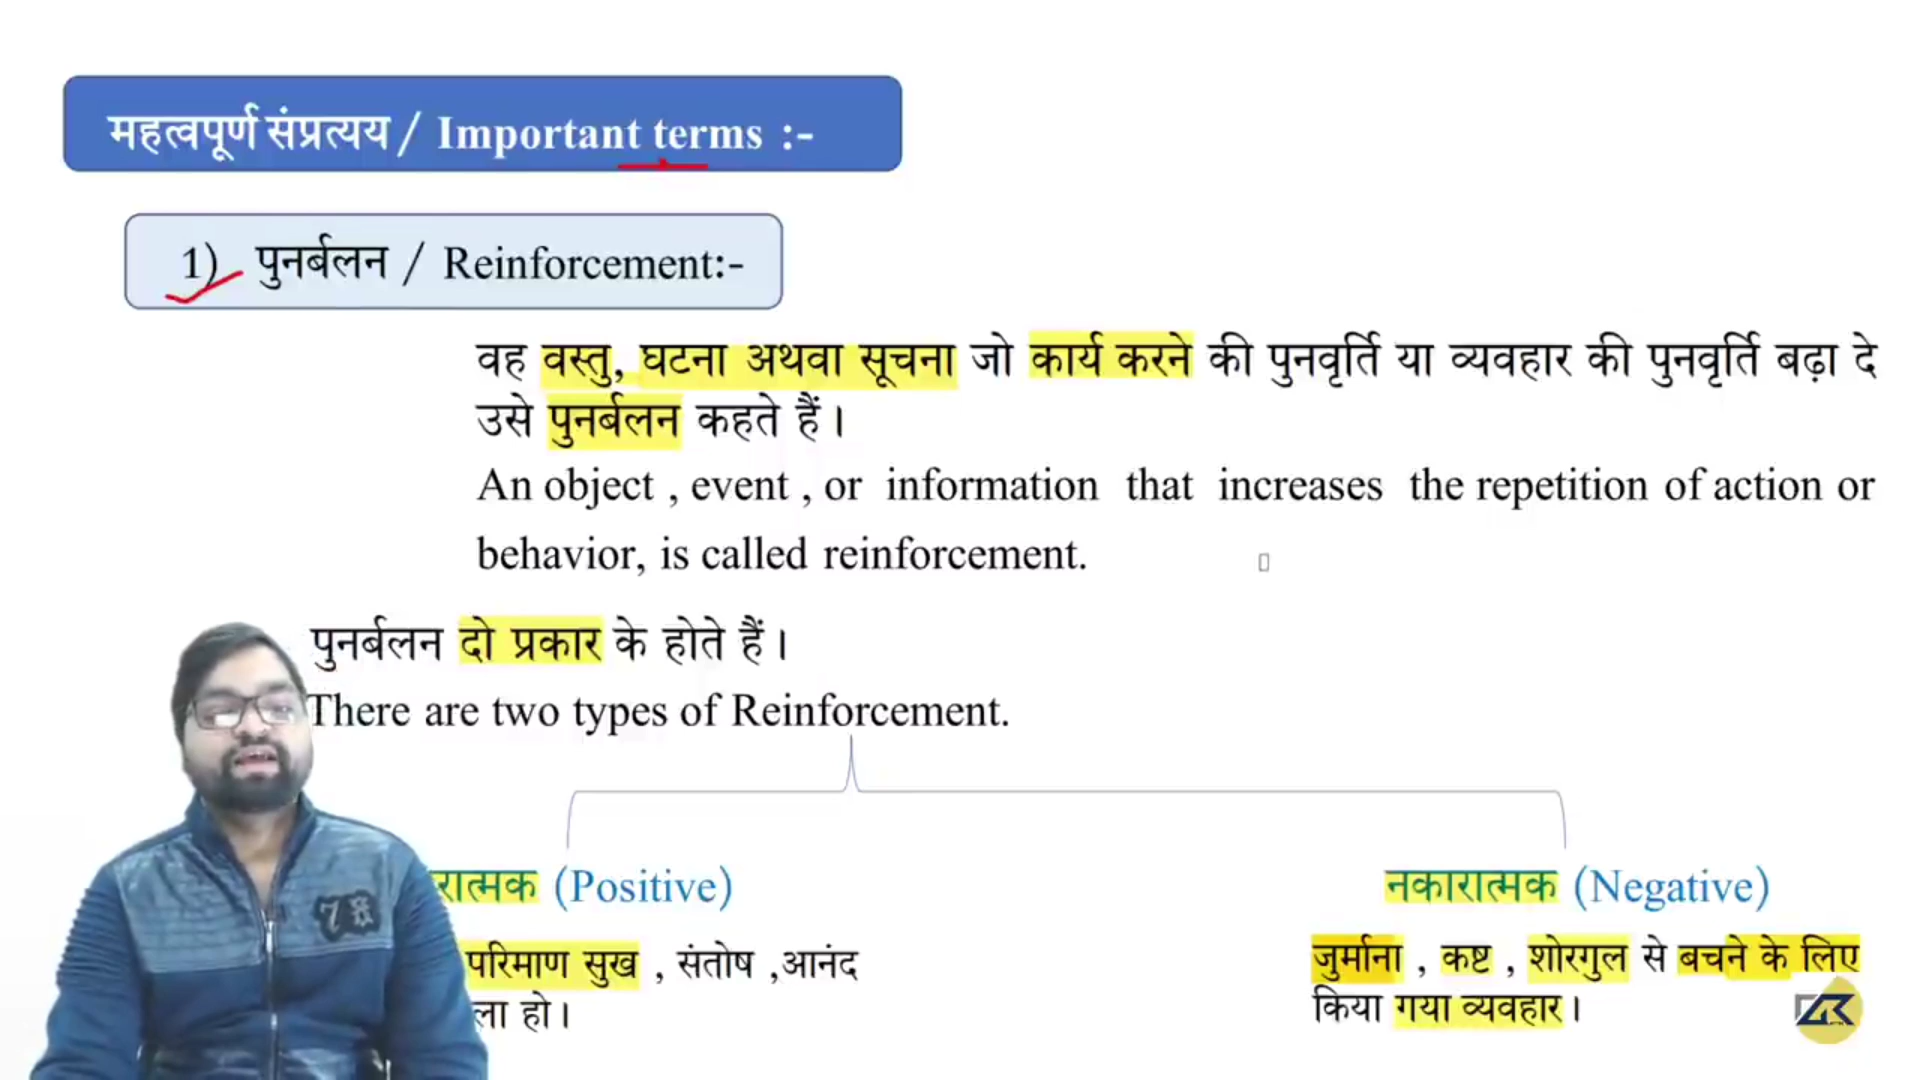 महत्वपूर्ण संप्रत्यय / Important terms :-
1) पुनर्बलन / Reinforcement:-
वह वस्तु, घटना अथवा सूचना जो कार्य करने की पुनवृर्ति या व्यवहार की पुनवृर्ति बढ़ा दे
उसे पुनर्बलन कहते हैं।
An object , event , or information that increases the repetition of action or
behavior, is called reinforcement.
पुनर्बलन दो प्रकार के होते हैं।
There are two types of Reinforcement.
(Positive)
नकारात्मक (Negative)
परिमाण सुख , संतोष ,आनंद
हो।
जुर्माना , कष्ट , शोरगुल से बचने के लिए
किया गया व्यवहार।